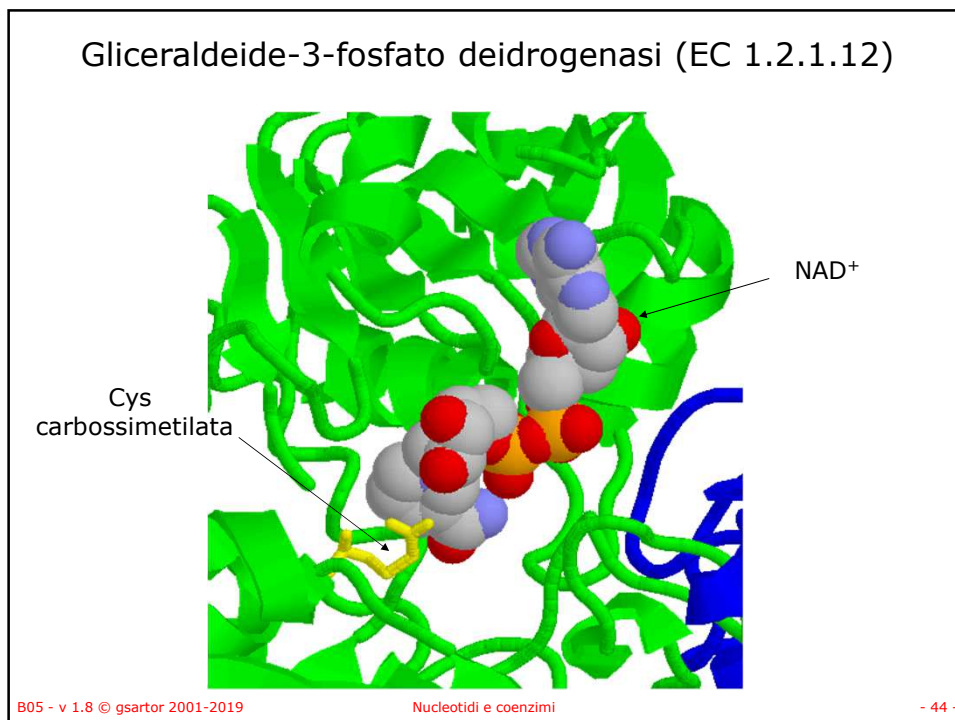 Gliceraldeide-3-fosfato deidrogenasi (EC 1.2.1.12)
NAD⁺
Cys
carbossimetilata
B05 - v 1.8 © gsartor 2001-2019 Nucleotidi e coenzimi - 44 -